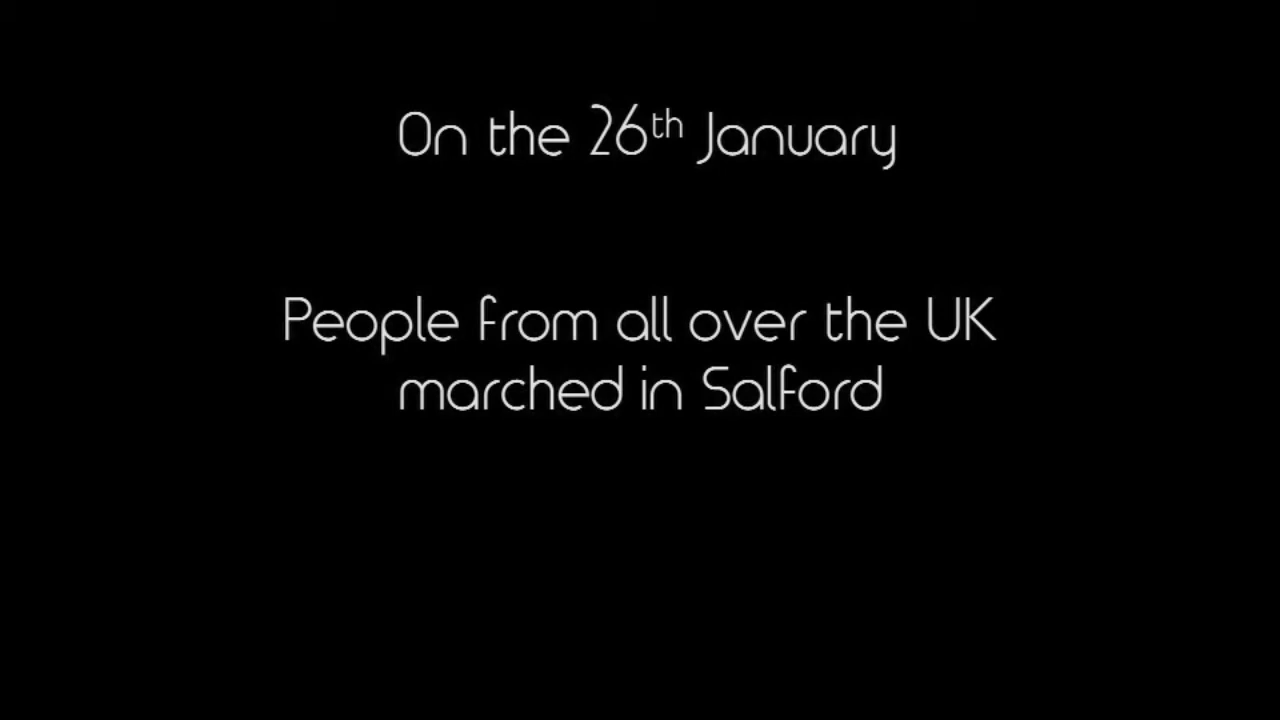 On the 26th January
People from all over the UK
marched in Salford